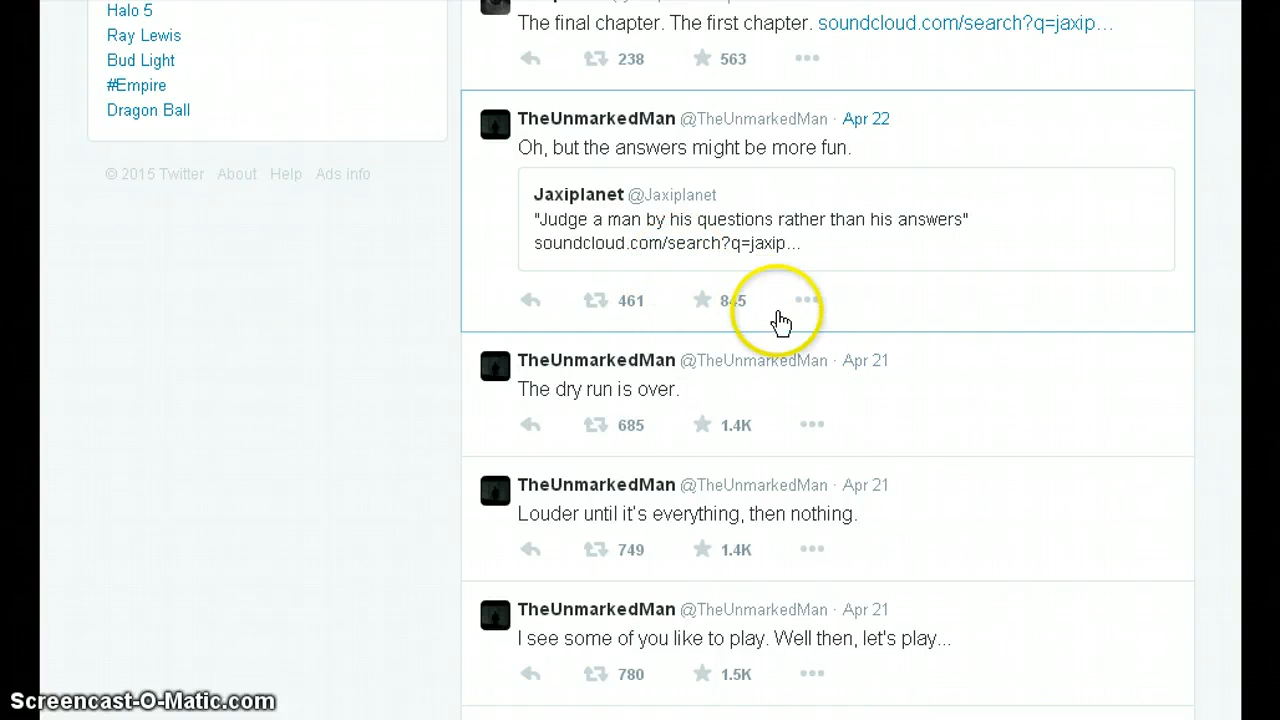 Halo 5
Ray Lewis
Bud Light
#Empire
Dragon Ball
© 2015 Twitter About Help Ads info
The final chapter. The first chapter. soundcloud.com/search?q=jaxip...
238 563
TheUnmarkedMan @TheUnmarkedMan · Apr 22
Oh, but the answers might be more fun.
Jaxiplanet @Jaxiplanet
"Judge a man by his questions rather than his answers"
soundcloud.com/search?q=jaxip...
461 845
TheUnmarkedMan @TheUnmarkedMan · Apr 21
The dry run is over.
685 1.4K
TheUnmarkedMan @TheUnmarkedMan · Apr 21
Louder until it's everything, then nothing.
749 1.4K
TheUnmarkedMan @TheUnmarkedMan · Apr 21
I see some of you like to play. Well then, let's play...
780 1.5K
Screencast-O-Matic.com